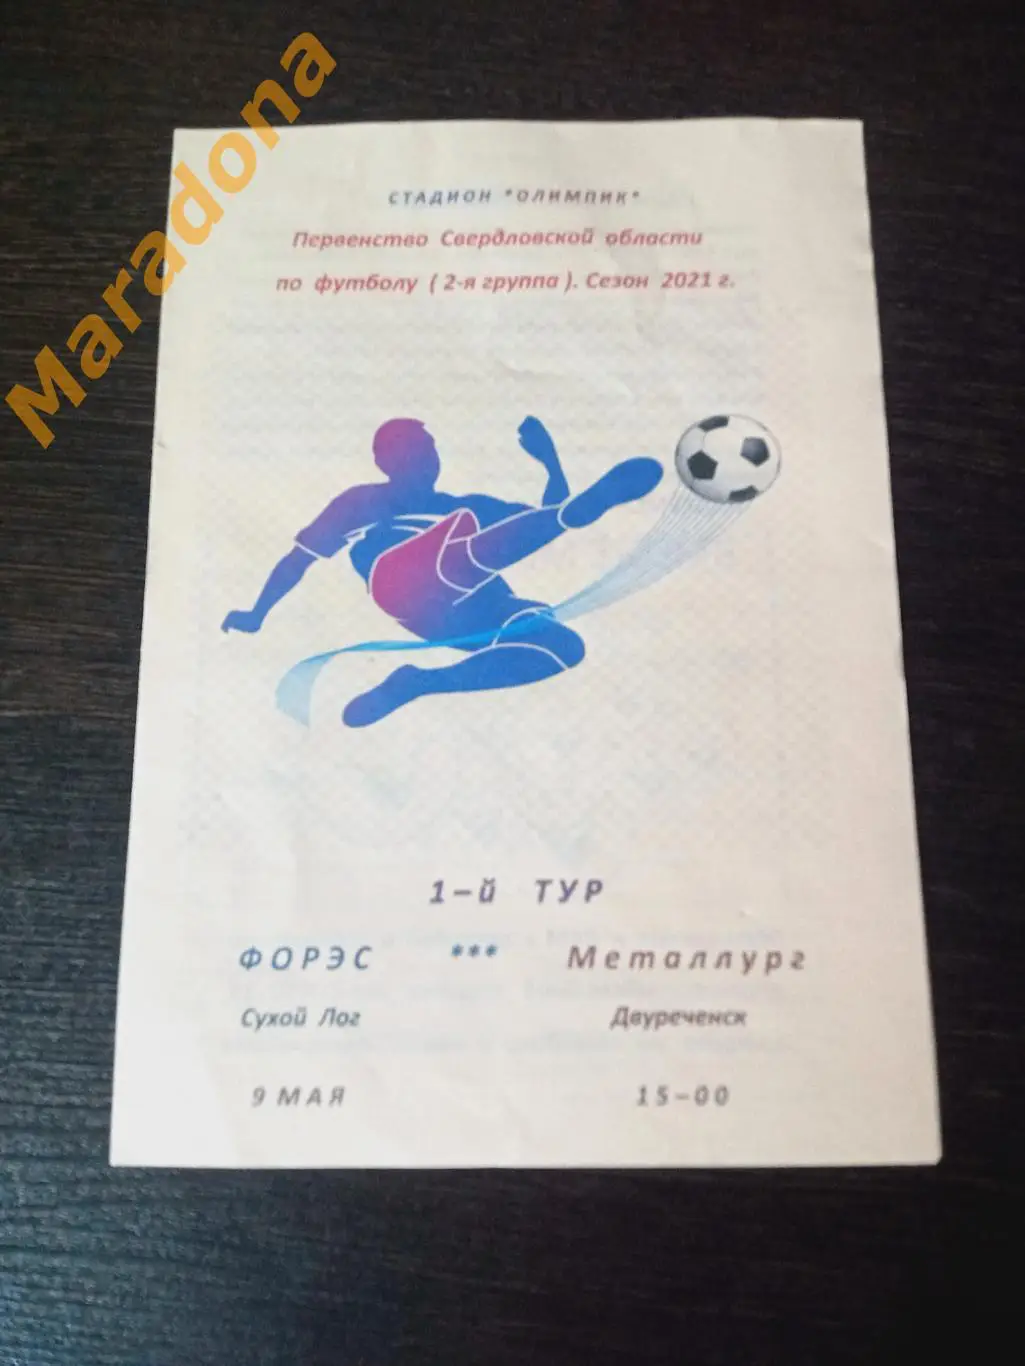 Maradona
СТАДИОН "ОЛИМПИК"
Первенство Свердловской области
по футболу ( 2-я группа ). Сезон 2021 г.
1-й ТУР
ФОРЭС *** Металлург
Сухой Лог Двуреченск
9 МАЯ 15-00